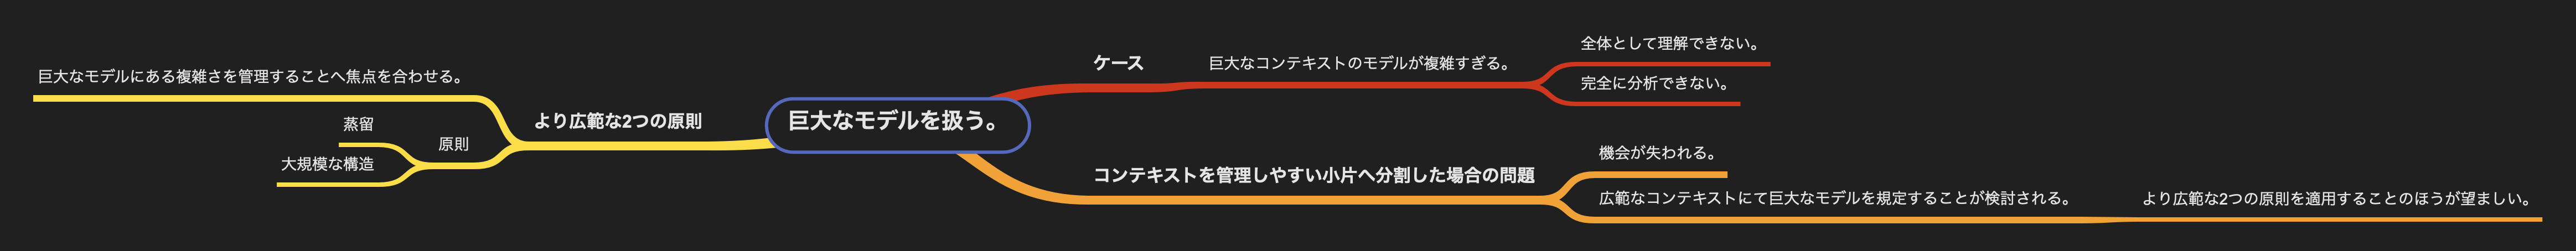 巨大なモデルを扱う。
ケース
巨大なコンテキストのモデルが複雑すぎる。
全体として理解できない。
完全に分析できない。
コンテキストを管理しやすい小片へ分割した場合の問題
機会が失われる。
広範なコンテキストにて巨大なモデルを規定することが検討される。
より広範な2つの原則を適用することのほうが望ましい。
より広範な2つの原則
巨大なモデルにある複雑さを管理することへ焦点を合わせる。
原則
蒸留
大規模な構造